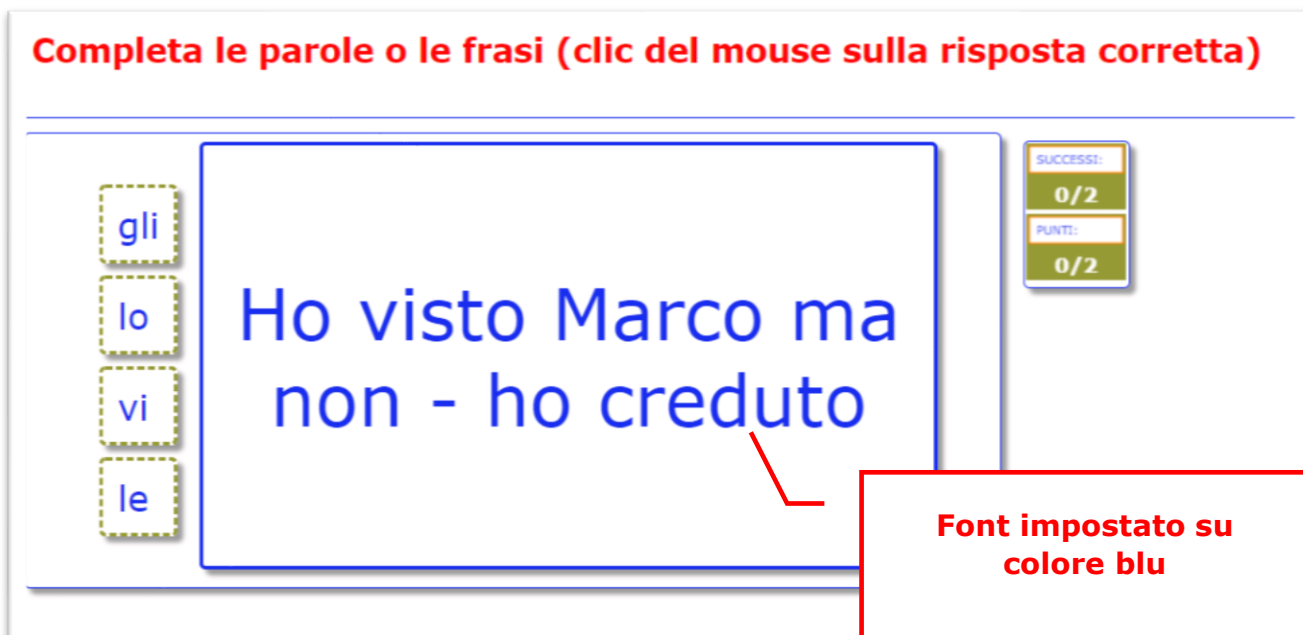 Completa le parole o le frasi (clic del mouse sulla risposta corretta)
gli
lo
vi
le
Ho visto Marco ma
non - ho creduto
SUCCESSI:
0/2
PUNTI:
0/2
Font impostato su
colore blu